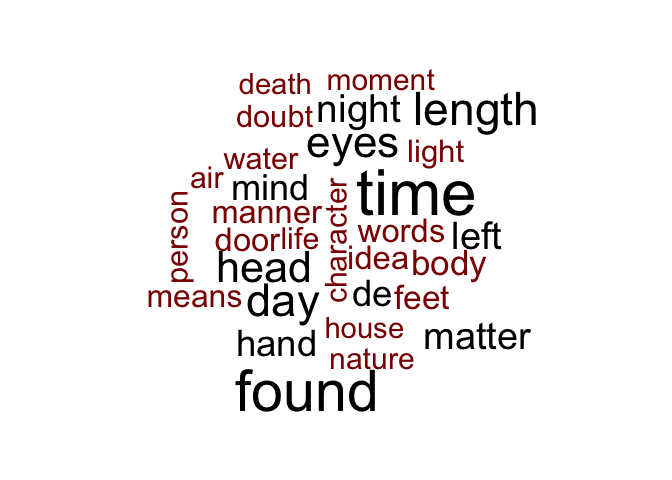 death moment
doubt night length
eyes light
water
air mind time
person manner character words left
door life
head idea body
means day de feet
hand house matter
nature
found